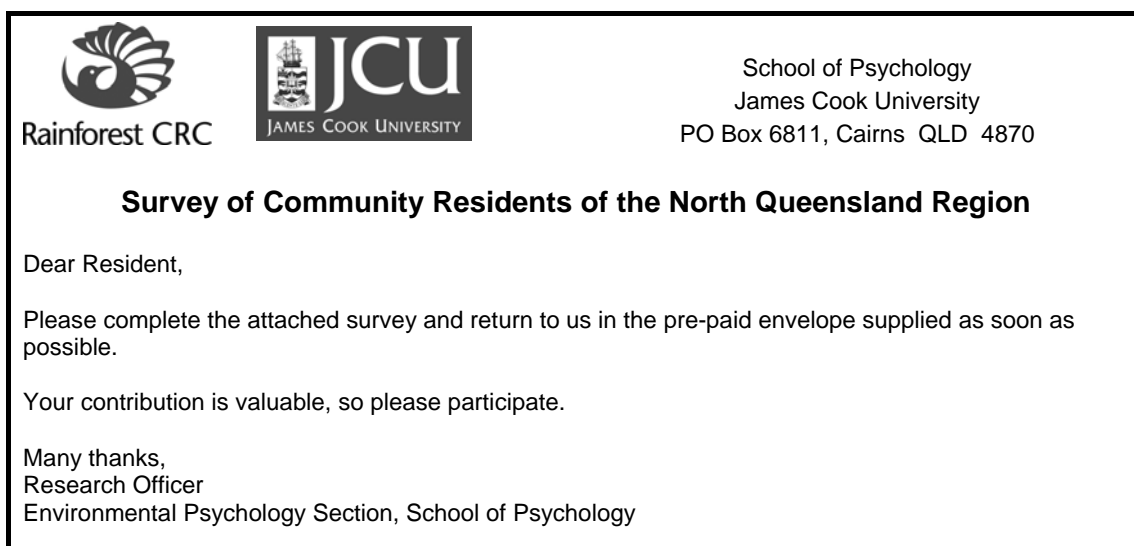 Rainforest CRC
JCU
JAMES COOK UNIVERSITY
School of Psychology
James Cook University
PO Box 6811, Cairns QLD 4870
Survey of Community Residents of the North Queensland Region
Dear Resident,
Please complete the attached survey and return to us in the pre-paid envelope supplied as soon as
possible.
Your contribution is valuable, so please participate.
Many thanks,
Research Officer
Environmental Psychology Section, School of Psychology